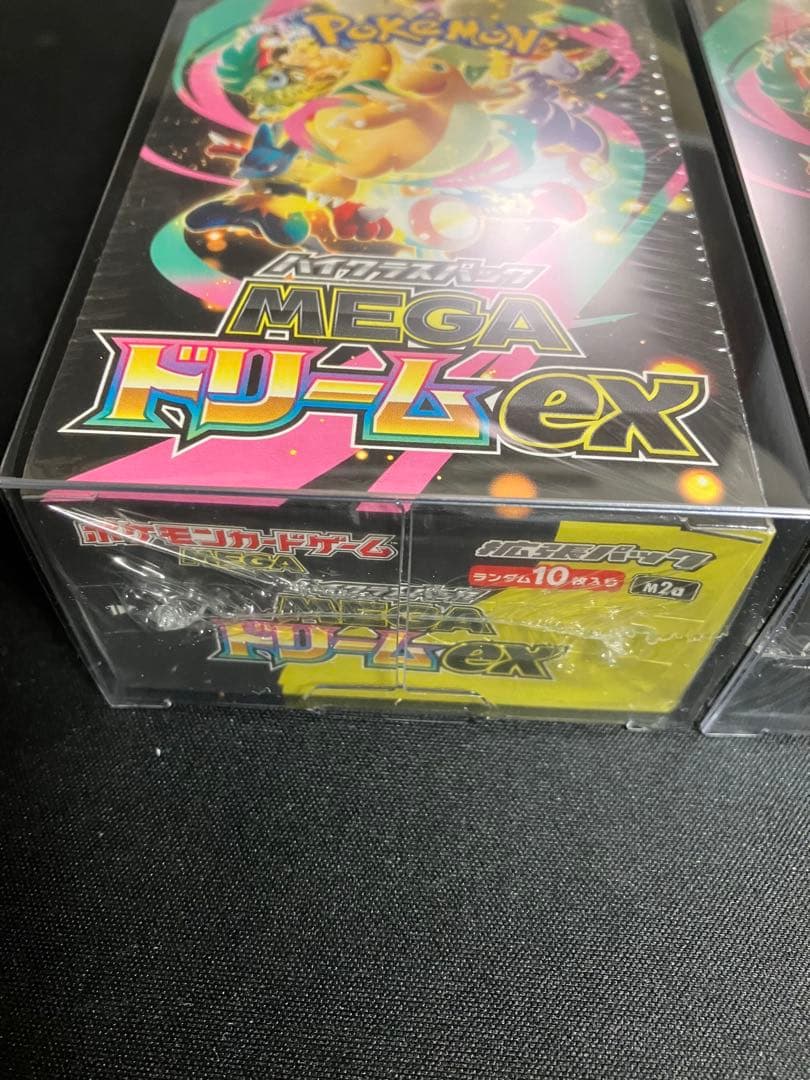 POKÉMON
ハイクラスパック
MEGA
ドリームex
ポケモンカードゲーム
MEGA
拡張パック
ランダム10枚入り
M2a
ハイクラスパック
MEGA
ドリームex